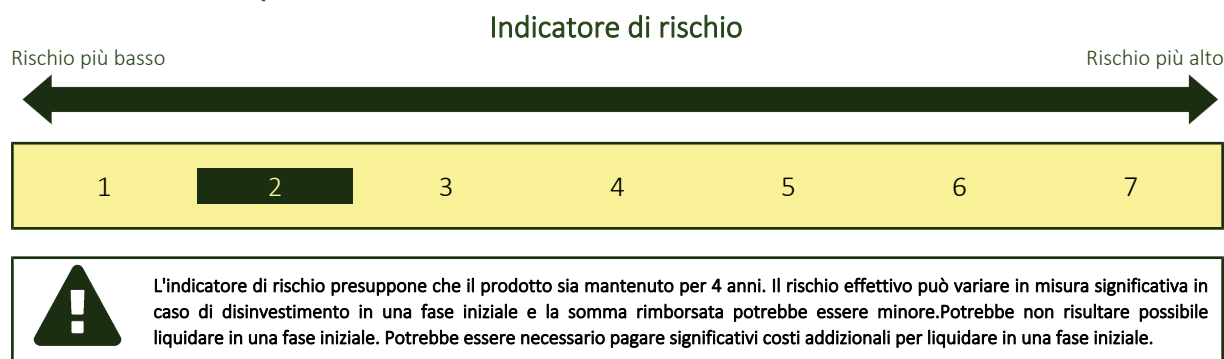 Indicatore di rischio
Rischio più basso
Rischio più alto
1 2 3 4 5 6 7
L'indicatore di rischio presuppone che il prodotto sia mantenuto per 4 anni. Il rischio effettivo può variare in misura significativa in
caso di disinvestimento in una fase iniziale e la somma rimborsata potrebbe essere minore.Potrebbe non risultare possibile
liquidare in una fase iniziale. Potrebbe essere necessario pagare significativi costi addizionali per liquidare in una fase iniziale.